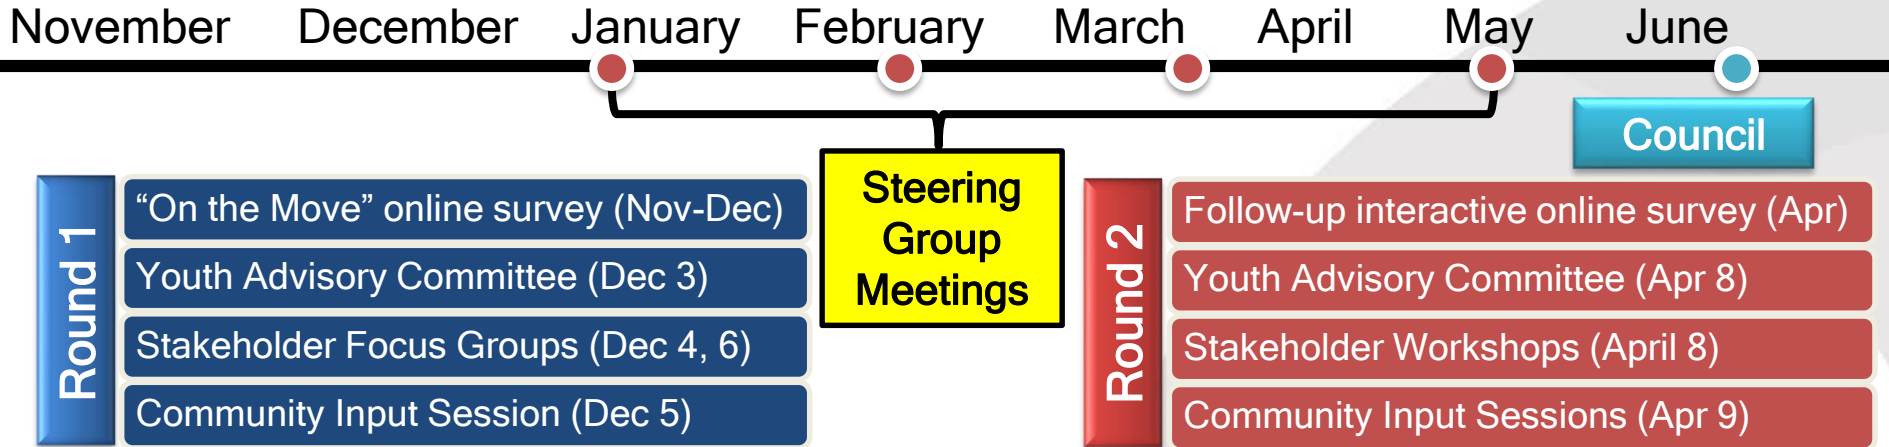 November December January February March April May June
Council
Round 1
“On the Move” online survey (Nov-Dec)
Youth Advisory Committee (Dec 3)
Stakeholder Focus Groups (Dec 4, 6)
Community Input Session (Dec 5)
Steering
Group
Meetings
Round 2
Follow-up interactive online survey (Apr)
Youth Advisory Committee (Apr 8)
Stakeholder Workshops (April 8)
Community Input Sessions (Apr 9)